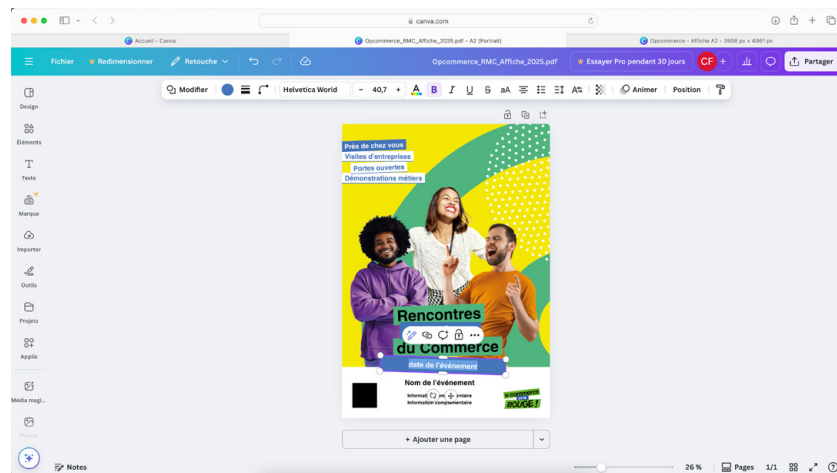 canva.com
Accueil - Canva
Opcommerce_RMC_Affiche_2025.pdf - A2 (Portrait)
Opcommerce - Affiche A2 - 3508 px × 4961 px
Fichier
Redimensionner
Retouche
Opcommerce_RMC_Affiche_2025.pdf
Essayer Pro pendant 30 jours
CF
Partager
Modifier
Helvetica World
– 40,7 +
A
B
I
U
S
aA
Animer
Position
Design
Éléments
Texte
Marque
Importer
Outils
Projets
Applis
Média magi...
Photos
Près de chez vous
Visites d'entreprises
Portes ouvertes
Démonstrations métiers
Rencontres
du Commerce
date de l'événement
Nom de l'événement
Information complémentaire
le commerce
BOUGE !
+ Ajouter une page
Notes
26 %
Pages
1/1